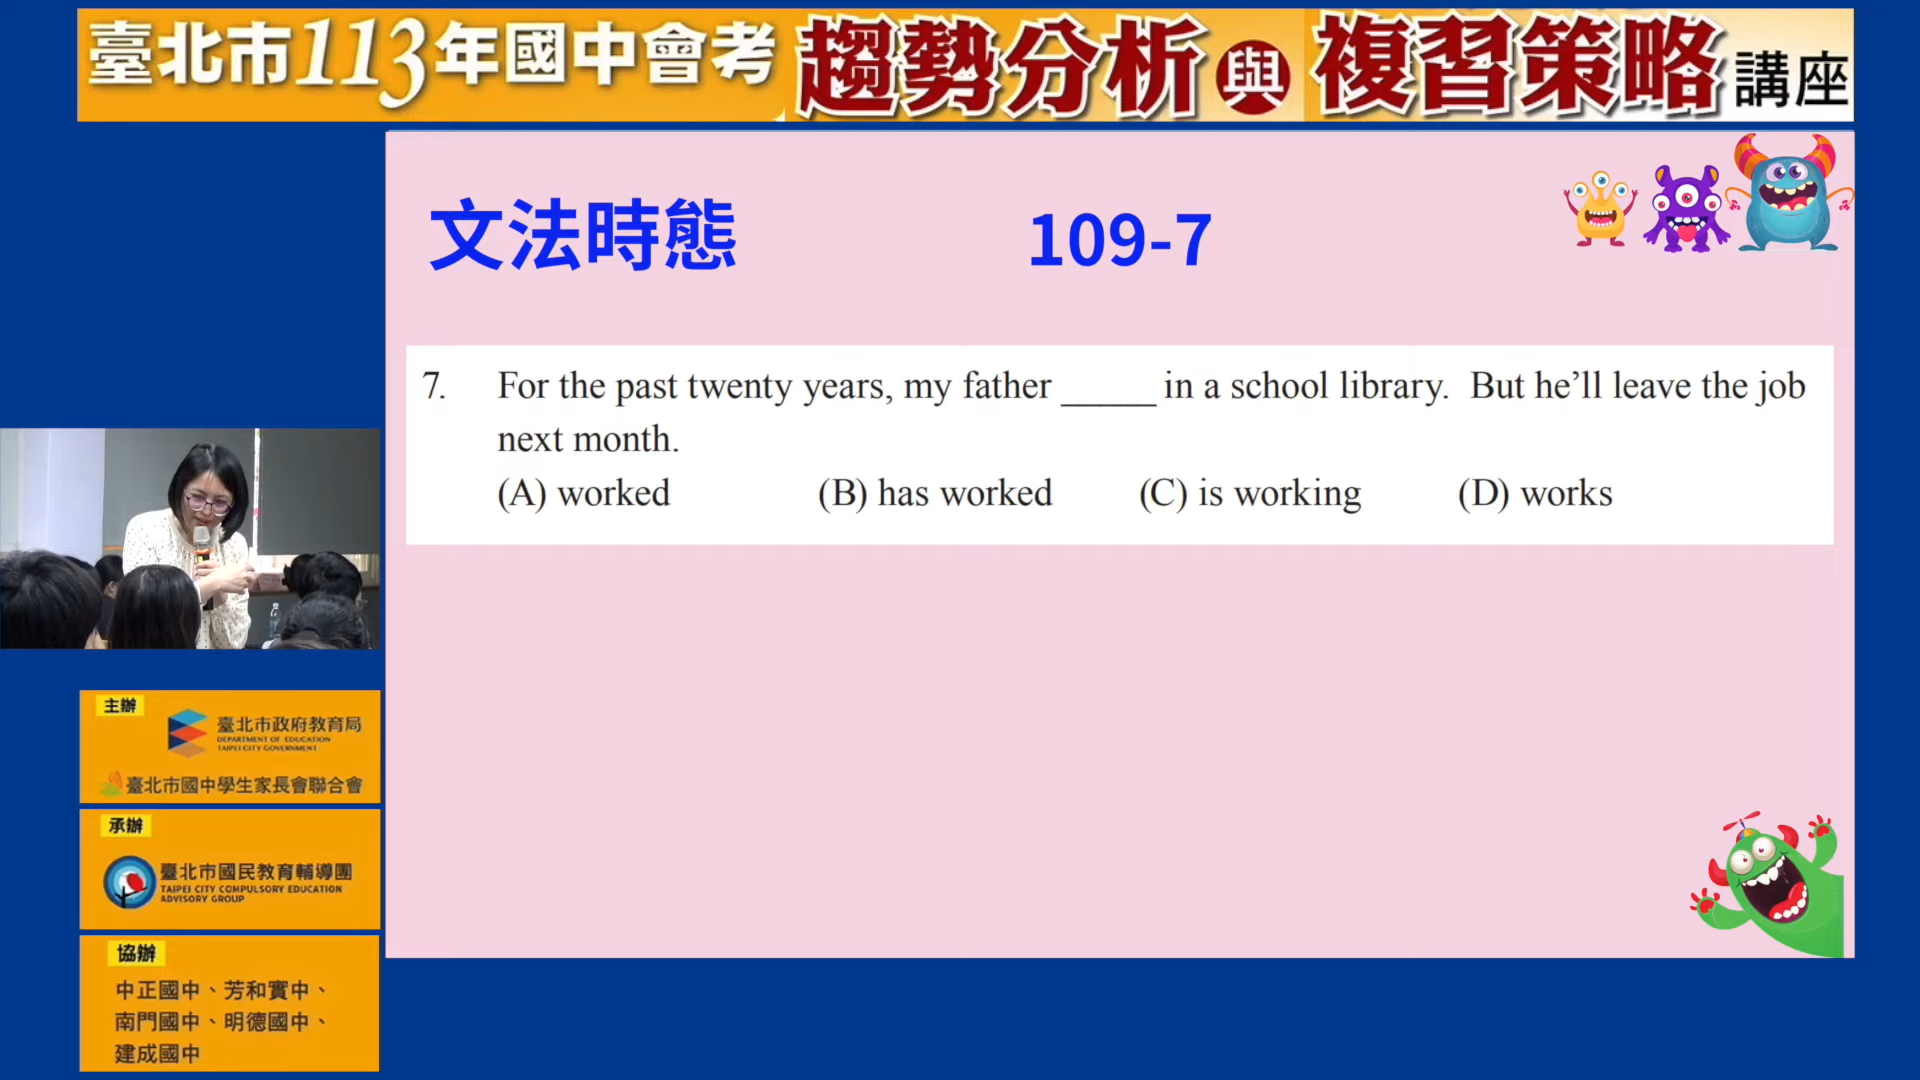 臺北市113年國中會考 趨勢分析與複習策略講座
文法時態 109-7
7. For the past twenty years, my father _____ in a school library. But he’ll leave the job
next month.
(A) worked (B) has worked (C) is working (D) works
主辦
臺北市政府教育局
DEPARTMENT OF EDUCATION
TAIPEI CITY GOVERNMENT
臺北市國中學生家長會聯合會
承辦
臺北市國民教育輔導團
TAIPEI CITY COMPULSORY EDUCATION
ADVISORY GROUP
協辦
中正國中、芳和實中、
南門國中、明德國中、
建成國中